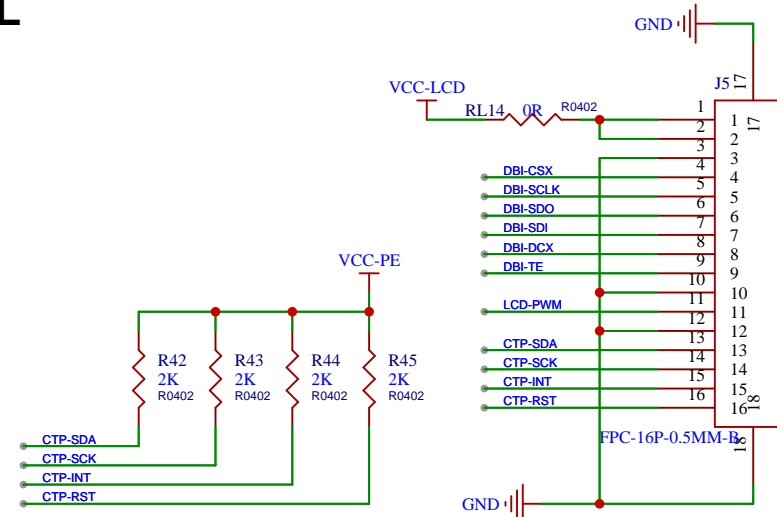 L
GND
J5
17
VCC-LCD
RL14 0R R0402
1 1 17
2 2
3 3
DBI-CSX 4 4
DBI-SCLK 5 5
DBI-SDO 6 6
DBI-SDI 7 7
DBI-DCX 8 8
DBI-TE 9 9
10 10
LCD-PWM 11 11
12 12
CTP-SDA 13 13
CTP-SCK 14 14
CTP-INT 15 15
CTP-RST 16 16 18
FPC-16P-0.5MM-B
18
GND
VCC-PE
R42 R43 R44 R45
2K 2K 2K 2K
R0402 R0402 R0402 R0402
CTP-SDA
CTP-SCK
CTP-INT
CTP-RST